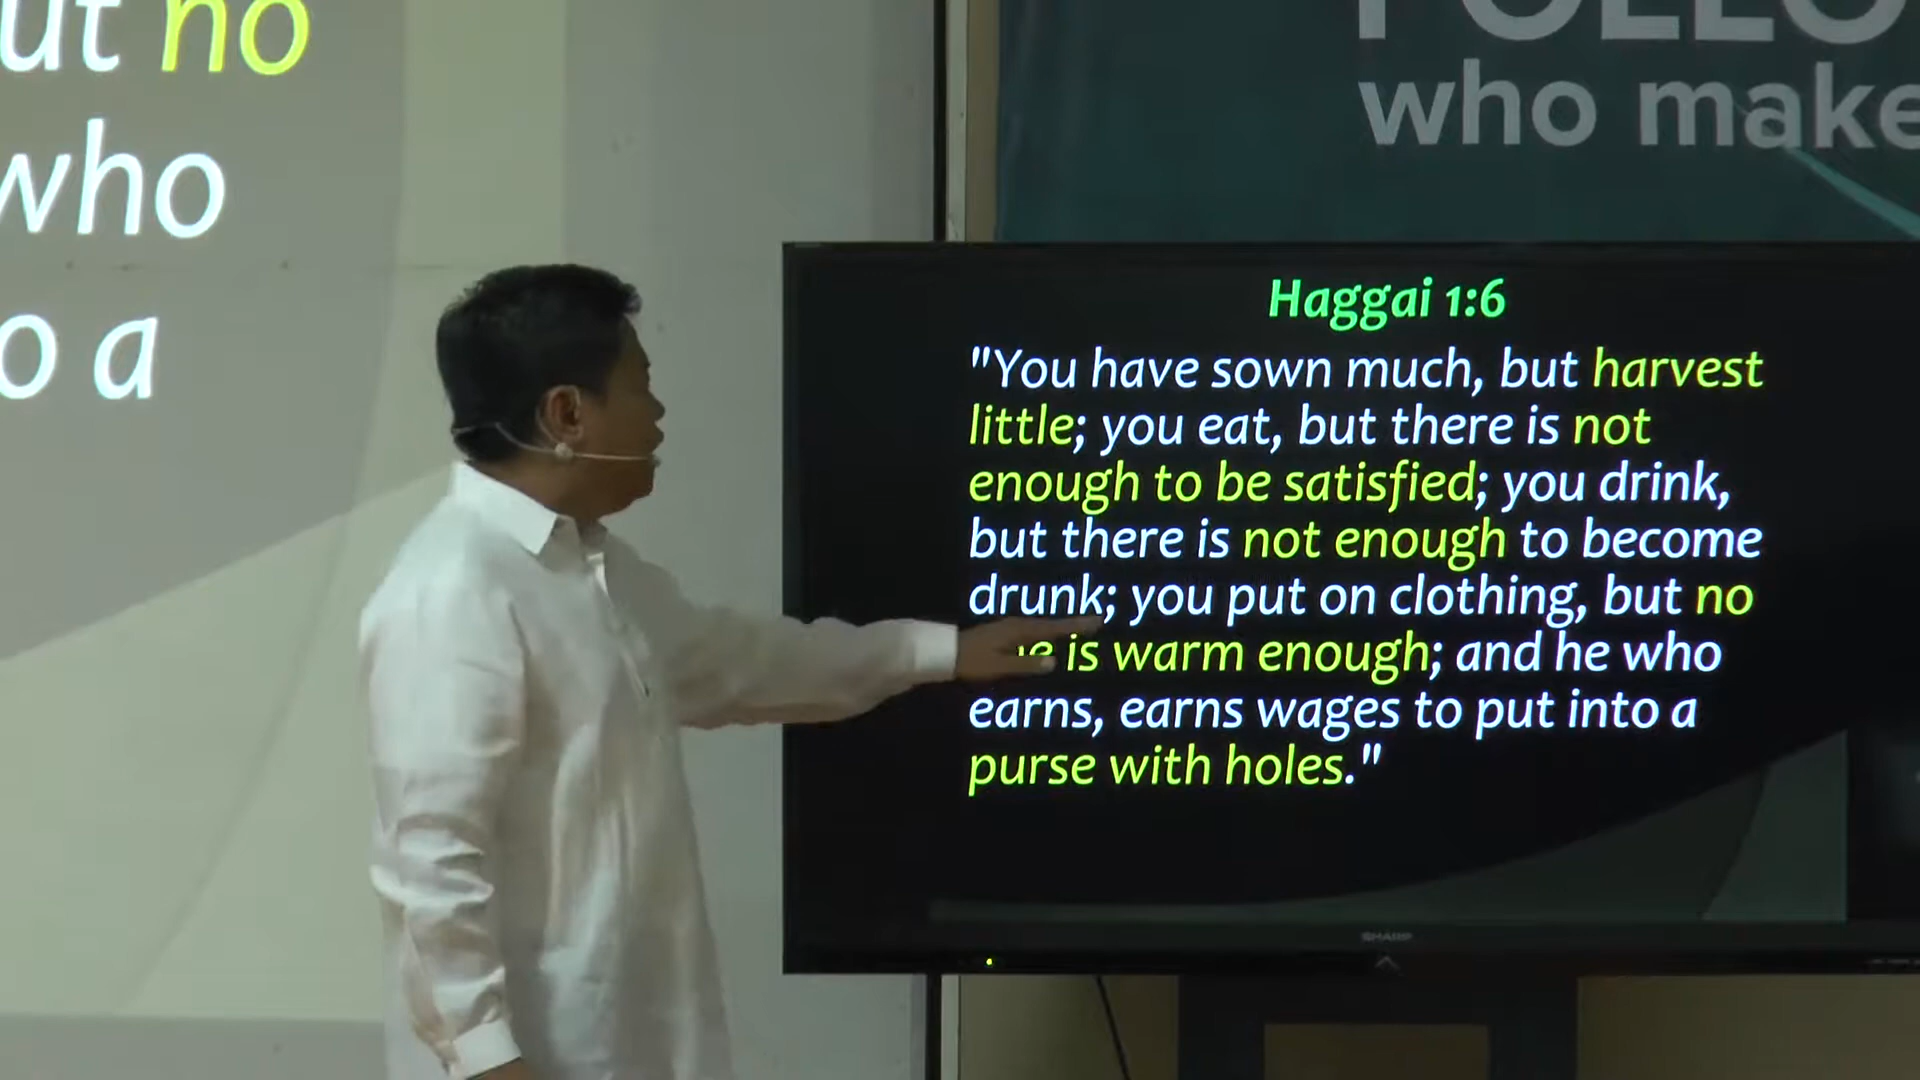 ut no
who
o a
FOLLO
who make
Haggai 1:6
"You have sown much, but harvest
little; you eat, but there is not
enough to be satisfied; you drink,
but there is not enough to become
drunk; you put on clothing, but no
is warm enough; and he who
earns, earns wages to put into a
purse with holes."
SHARP